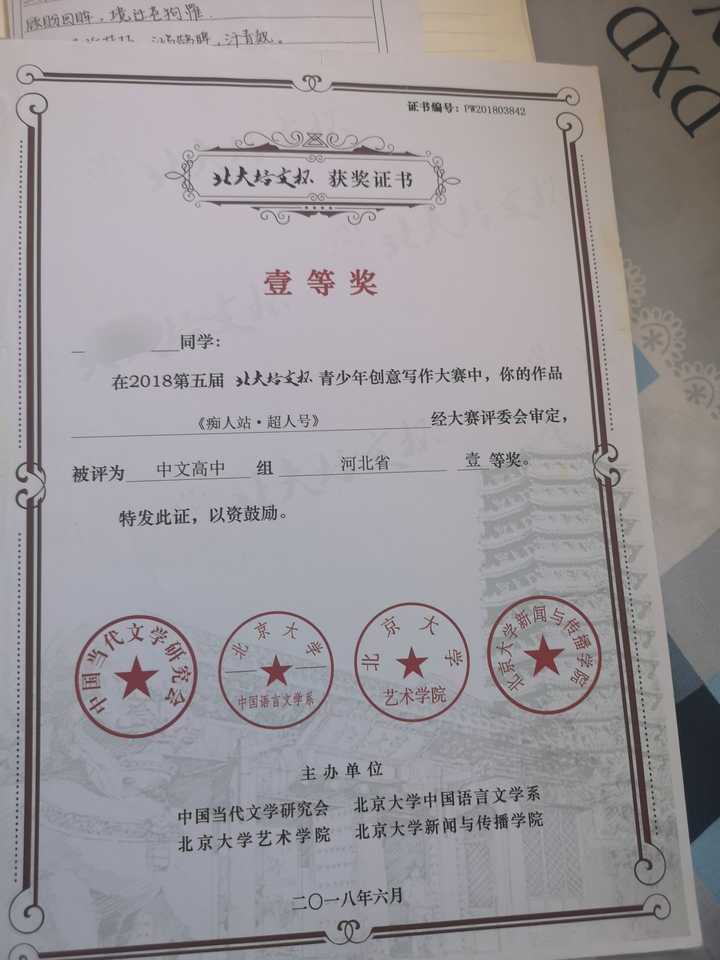 证书编号：PW201803842
北大培文杯 获奖证书
壹等奖
同学：
在2018第五届 北大培文杯 青少年创意写作大赛中，你的作品
《痴人站·超人号》 经大赛评委会审定，
被评为 中文高中 组 河北省 壹 等奖。
特发此证，以资鼓励。
中国当代文学研究会
北京大学
中国语言文学系
北京大学
艺术学院
北京大学新闻与传播学院
主办单位
中国当代文学研究会 北京大学中国语言文学系
北京大学艺术学院 北京大学新闻与传播学院
二〇一八年六月
DXD